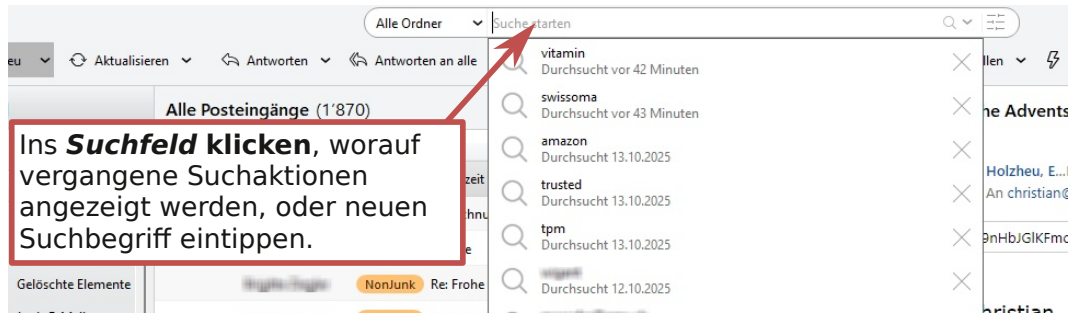 Alle Ordner
Suche starten
eu
Aktualisieren
Antworten
Antworten an alle
llen
vitamin
Durchsucht vor 42 Minuten
Alle Posteingänge (1'870)
swissoma
Durchsucht vor 43 Minuten
he Advents
Ins Suchfeld klicken, worauf
vergangene Suchaktionen
angezeigt werden, oder neuen
Suchbegriff eintippen.
zeit
chnu
e
amazon
Durchsucht 13.10.2025
Holzheu, E...
trusted
Durchsucht 13.10.2025
An christian@
tpm
Durchsucht 13.10.2025
9nHbJGlKFmc
Gelöschte Elemente
NonJunk
Re: Frohe
Durchsucht 12.10.2025
hristian